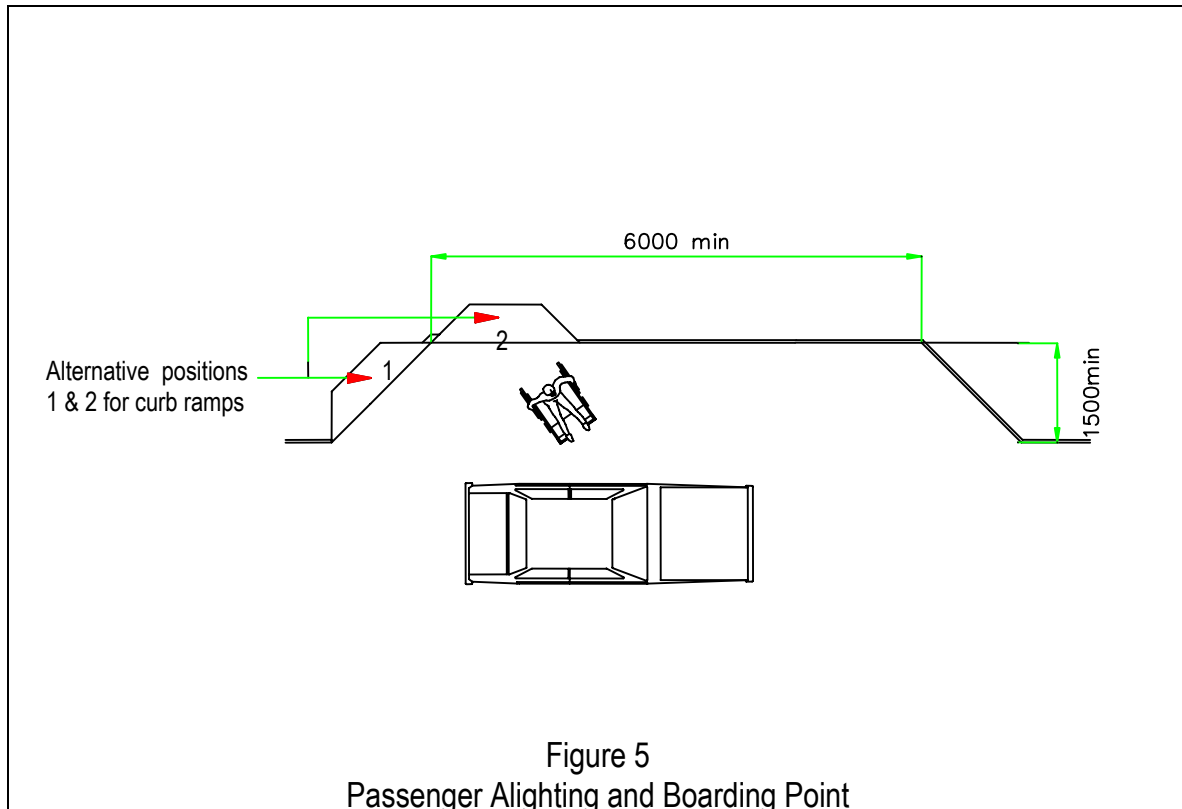 6000 min
2
1
Alternative positions
1 & 2 for curb ramps
1500min
Figure 5
Passenger Alighting and Boarding Point